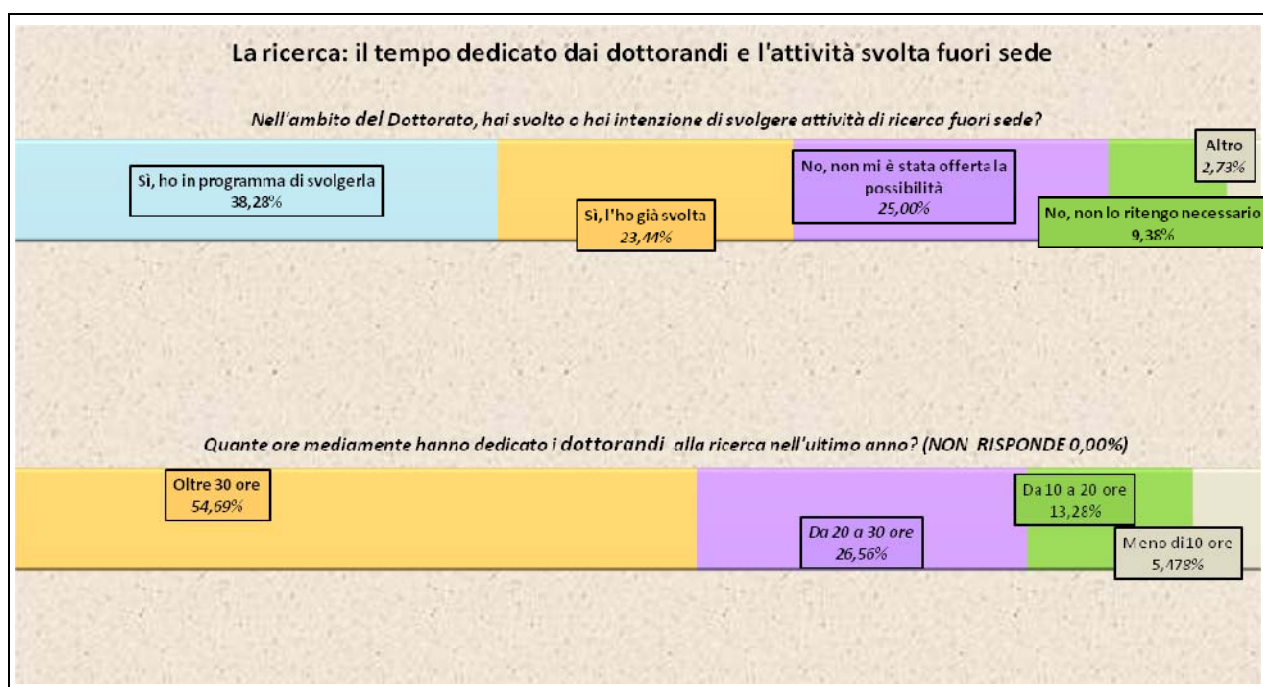 La ricerca: il tempo dedicato dai dottorandi e l'attività svolta fuori sede
Nell'ambito del Dottorato, hai svolto o hai intenzione di svolgere attività di ricerca fuori sede?
Sì, ho in programma di svolgerla
38,28%
Sì, l'ho già svolta
23,44%
No, non mi è stata offerta la
possibilità
25,00%
No, non lo ritengo necessario
9,38%
Altro
2,73%
Quante ore mediamente hanno dedicato i dottorandi alla ricerca nell'ultimo anno? (NON RISPONDE 0,00%)
Oltre 30 ore
54,69%
Da 20 a 30 ore
26,56%
Da 10 a 20 ore
13,28%
Meno di10 ore
5,478%